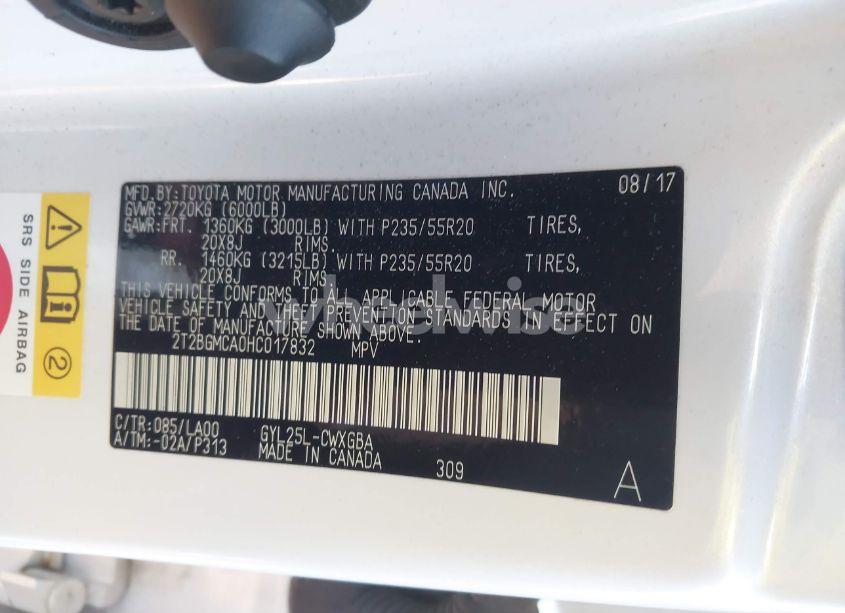 MFD.BY:TOYOTA MOTOR MANUFACTURING CANADA INC. 08/17
GVWR:2720KG (6000LB)
GAWR:FRT. 1360KG (3000LB) WITH P235/55R20 TIRES,
20X8J RIMS.
RR. 1460KG (3215LB) WITH P235/55R20 TIRES,
20X8J RIMS.
THIS VEHICLE CONFORMS TO ALL APPLICABLE FEDERAL MOTOR
VEHICLE SAFETY AND THEFT PREVENTION STANDARDS IN EFFECT ON
THE DATE OF MANUFACTURE SHOWN ABOVE.
2T2BGMCA0HC017832 MPV
C/TR:085/LA00 GYL25L-CWXGBA
A/TM:-02A/P313 MADE IN CANADA 309
A
SRS SIDE AIRBAG
2
wheelwise